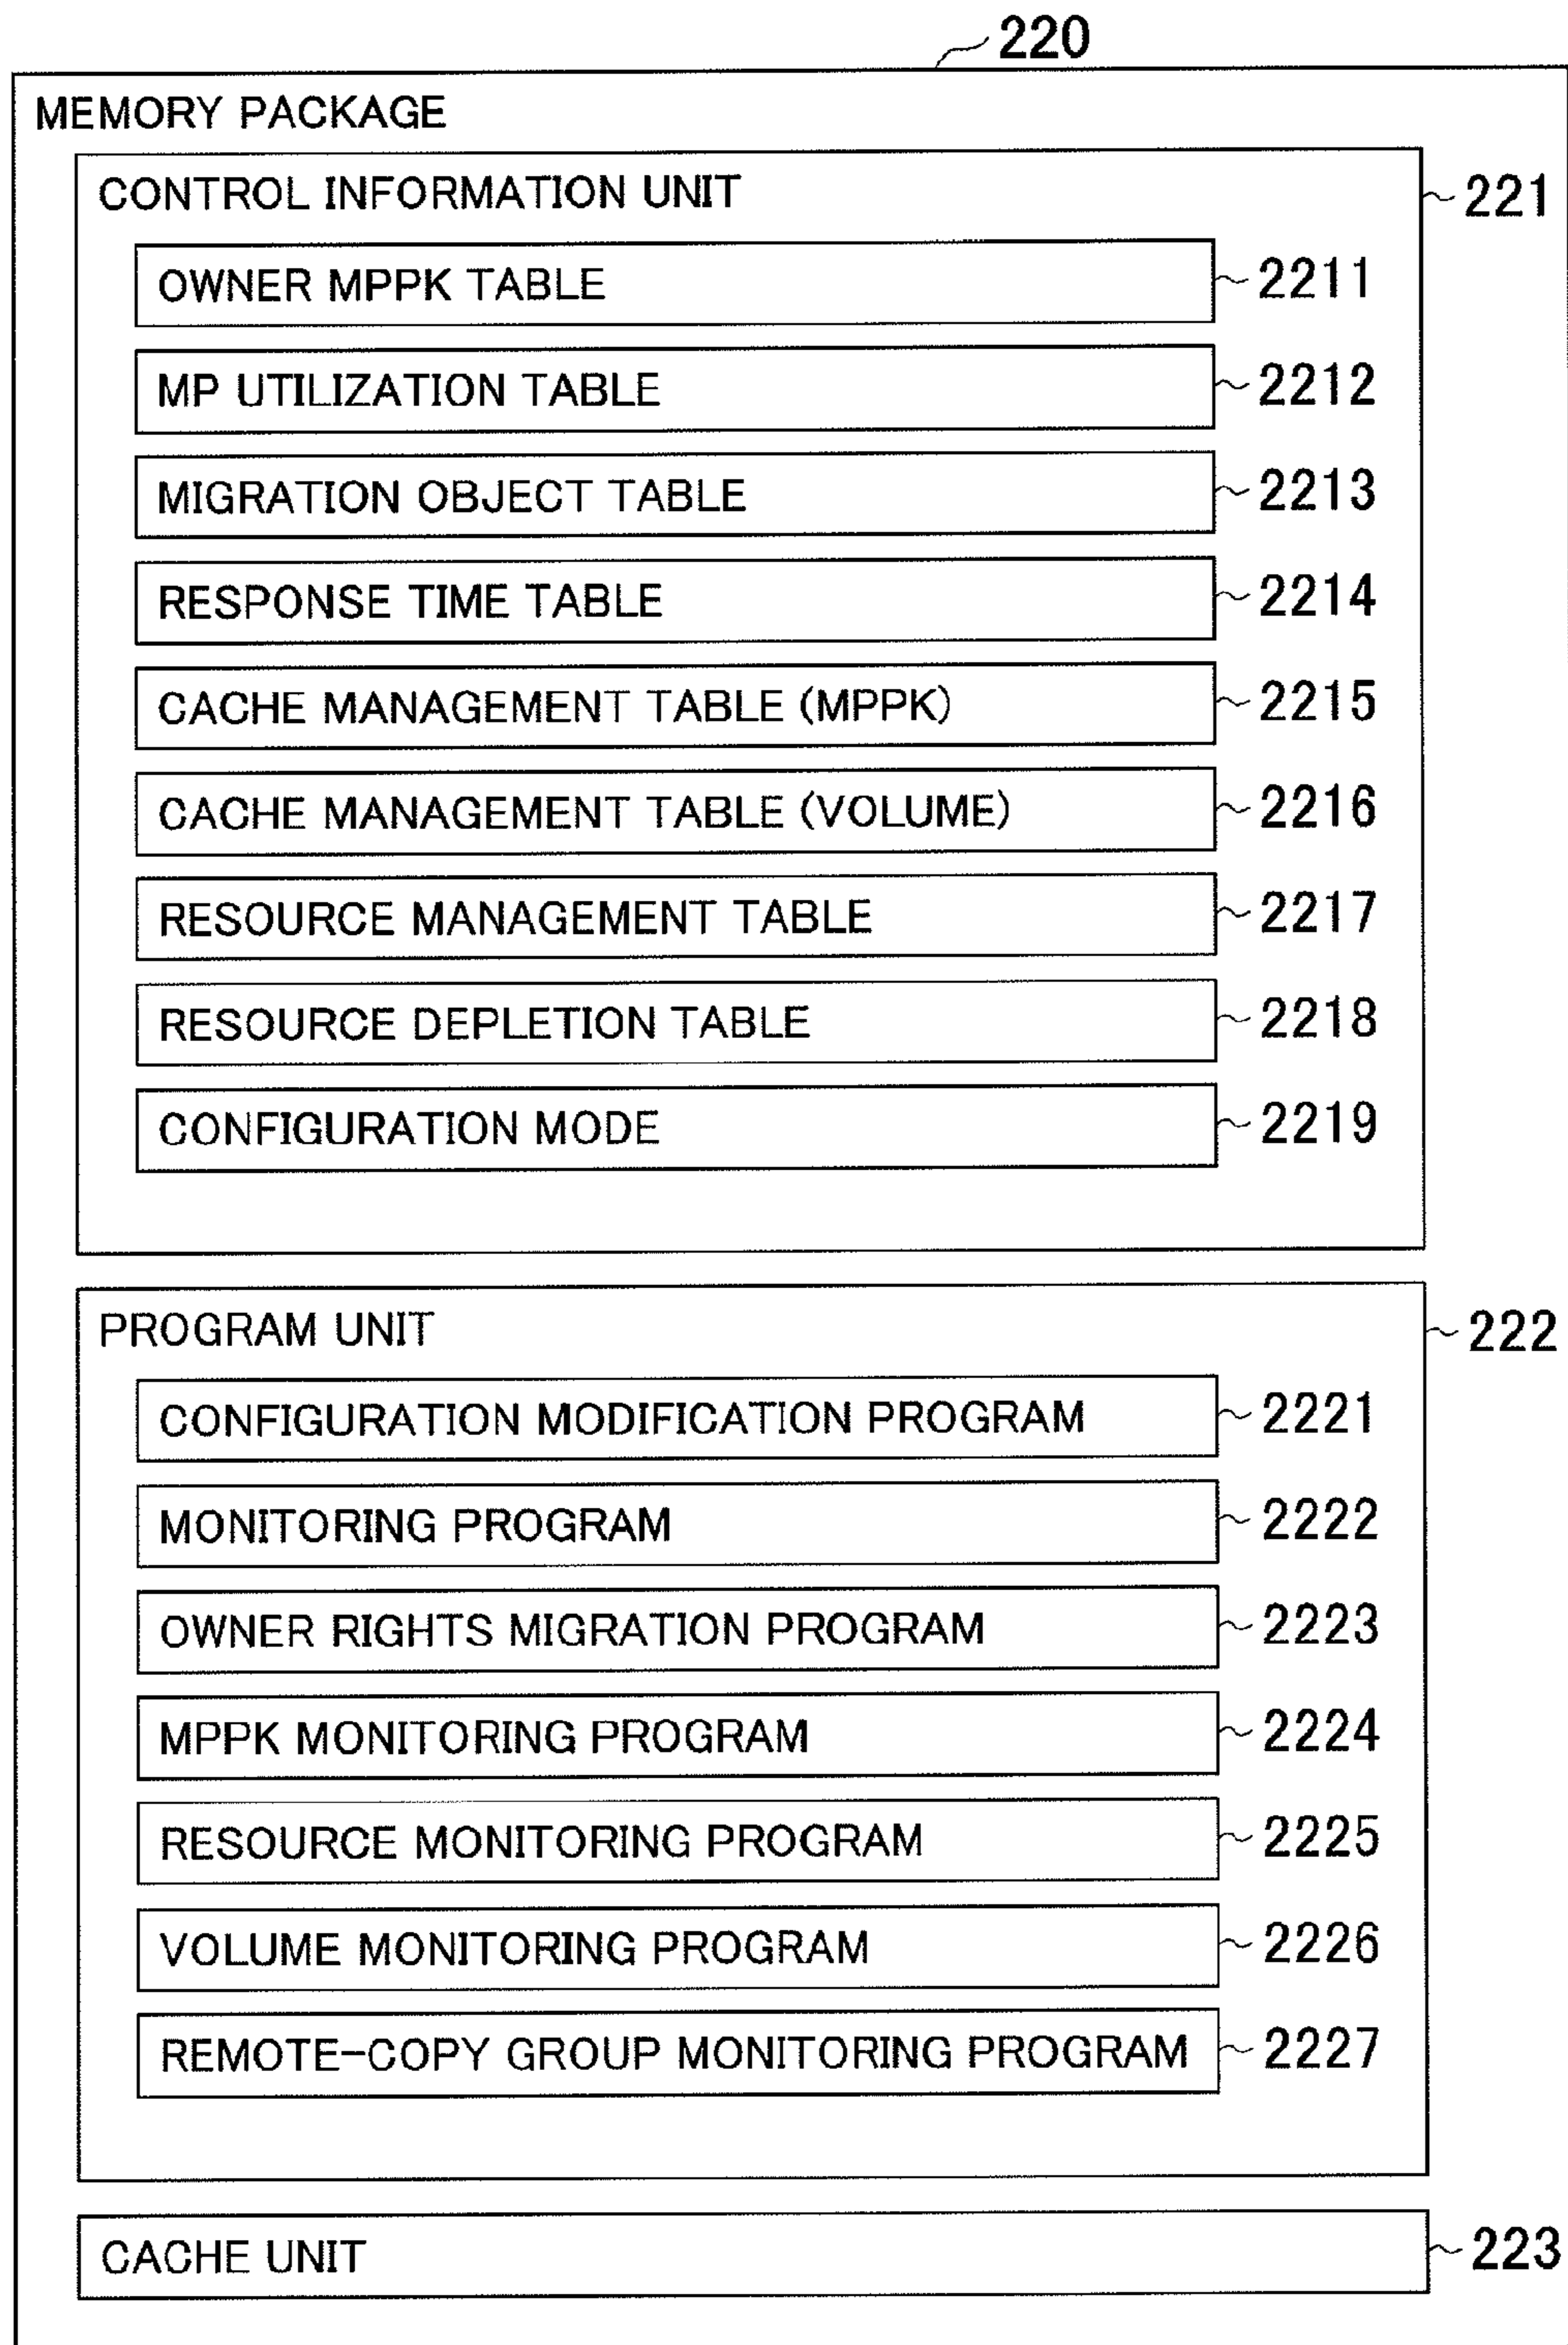 220
MEMORY PACKAGE
CONTROL INFORMATION UNIT
221
OWNER MPPK TABLE
2211
MP UTILIZATION TABLE
2212
MIGRATION OBJECT TABLE
2213
RESPONSE TIME TABLE
2214
CACHE MANAGEMENT TABLE (MPPK)
2215
CACHE MANAGEMENT TABLE (VOLUME)
2216
RESOURCE MANAGEMENT TABLE
2217
RESOURCE DEPLETION TABLE
2218
CONFIGURATION MODE
2219
PROGRAM UNIT
222
CONFIGURATION MODIFICATION PROGRAM
2221
MONITORING PROGRAM
2222
OWNER RIGHTS MIGRATION PROGRAM
2223
MPPK MONITORING PROGRAM
2224
RESOURCE MONITORING PROGRAM
2225
VOLUME MONITORING PROGRAM
2226
REMOTE-COPY GROUP MONITORING PROGRAM
2227
CACHE UNIT
223